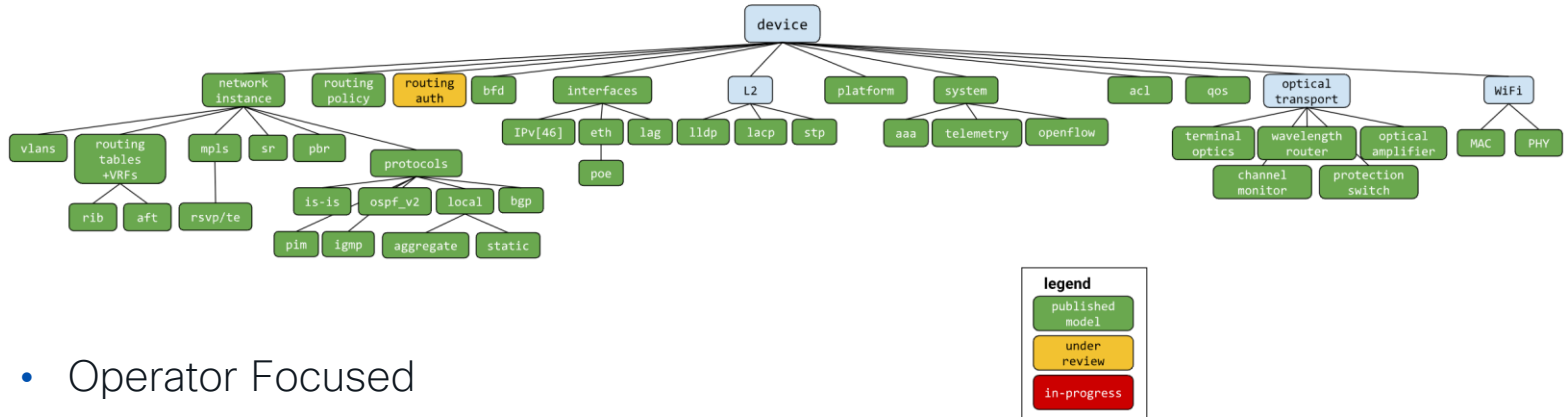 device
network
instance
routing
policy
routing
auth
bfd
interfaces
L2
platform
system
acl
qos
optical
transport
WiFi
vlans
routing
tables
+VRFs
mpls
sr
pbr
protocols
IPv[46]
eth
lag
lldp
lacp
stp
aaa
telemetry
openflow
terminal
optics
wavelength
router
optical
amplifier
MAC
PHY
poe
channel
monitor
protection
switch
rib
aft
rsvp/te
is-is
ospf_v2
local
bgp
pim
igmp
aggregate
static
legend
published
model
under
review
in-progress
• Operator Focused